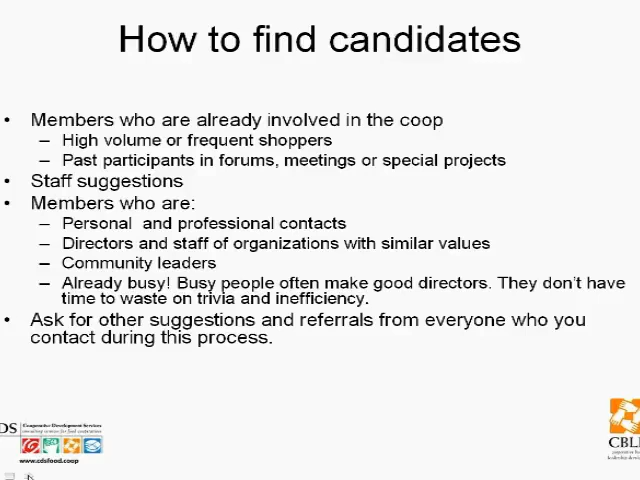 How to find candidates
• Members who are already involved in the coop
– High volume or frequent shoppers
– Past participants in forums, meetings or special projects
• Staff suggestions
• Members who are:
– Personal and professional contacts
– Directors and staff of organizations with similar values
– Community leaders
– Already busy! Busy people often make good directors. They don't have
time to waste on trivia and inefficiency.
• Ask for other suggestions and referrals from everyone who you
contact during this process.
DS Cooperative Development Services
www.cdsfood.coop
CBL